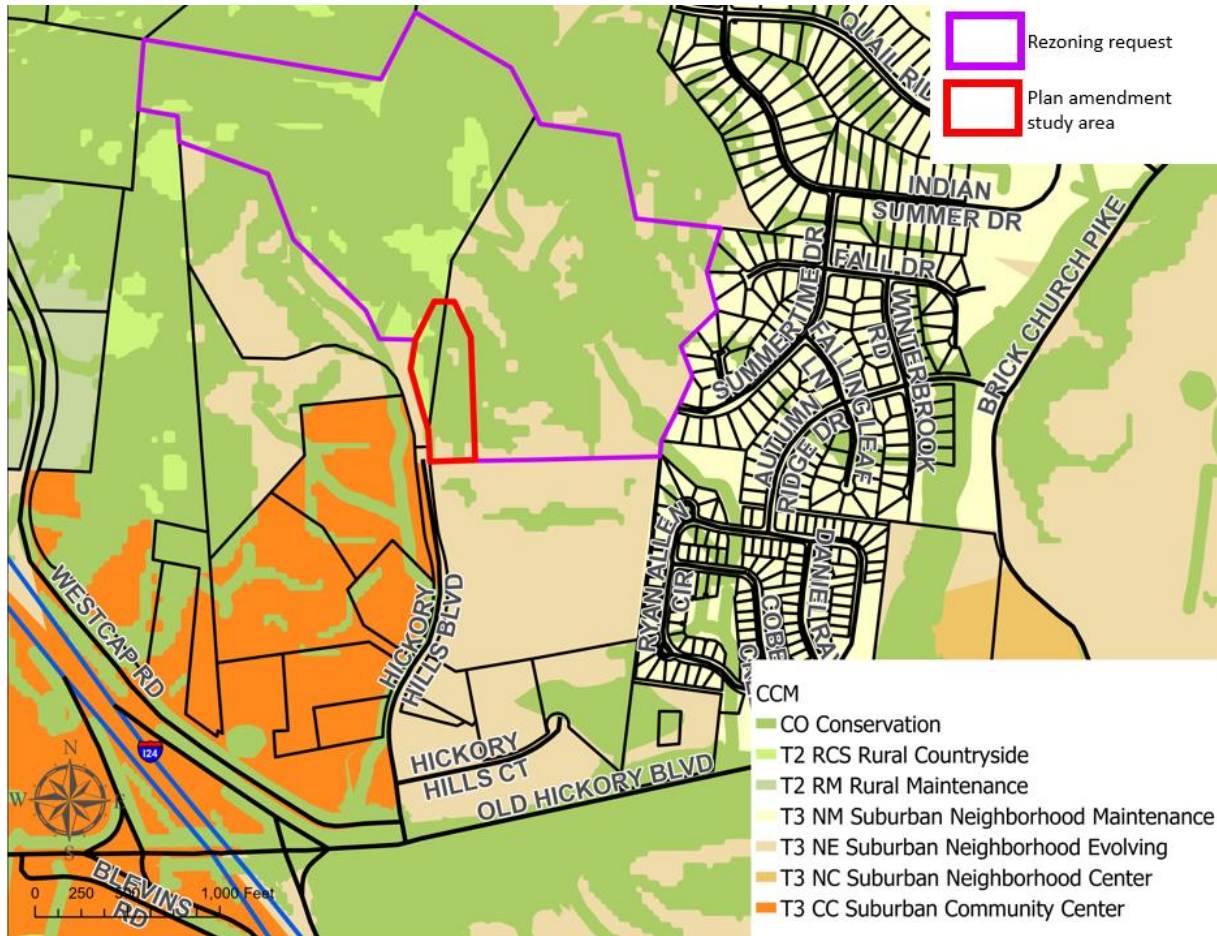 Rezoning request
Plan amendment
study area
QUAIL RID
INDIAN
SUMMER DR
FALL DR
BRICK CHURCH PIKE
SUMMERTIME DR
WINTERBROOK
RD
FALLING LEAF
LN
AUTUMN
RIDGE DR
RYAN ALLEN
CIR
DANIEL RA
COBE
WESTCAP RD
HICKORY
HILLS BLVD
HICKORY
HILLS CT
OLD HICKORY BLVD
I24
BLEVINS
RD
N
W
E
S
0 250 500 1,000 Feet
CCM
CO Conservation
T2 RCS Rural Countryside
T2 RM Rural Maintenance
T3 NM Suburban Neighborhood Maintenance
T3 NE Suburban Neighborhood Evolving
T3 NC Suburban Neighborhood Center
T3 CC Suburban Community Center